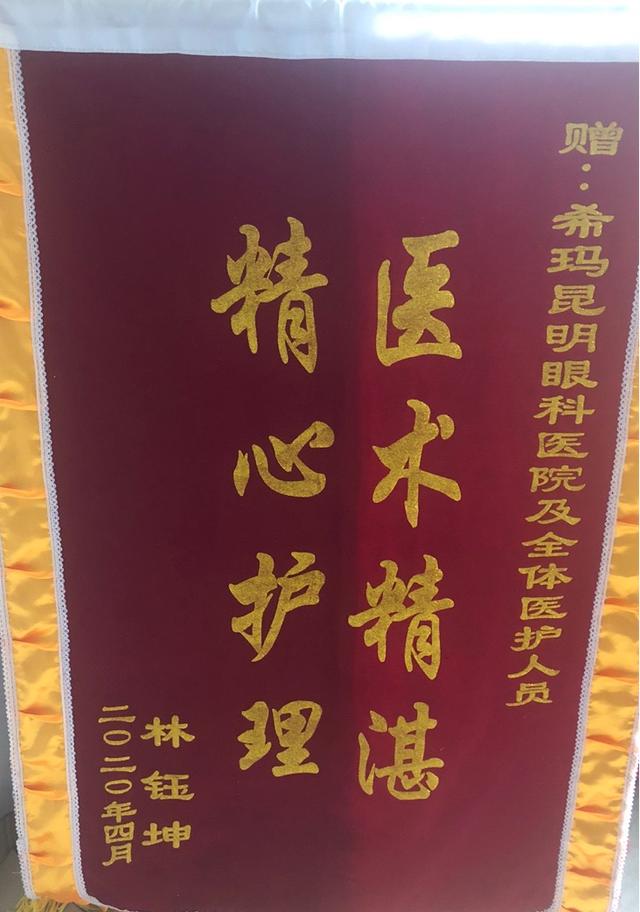 赠：希玛昆明眼科医院及全体医护人员
医术精湛
精心护理
林钰坤
二〇二〇年四月